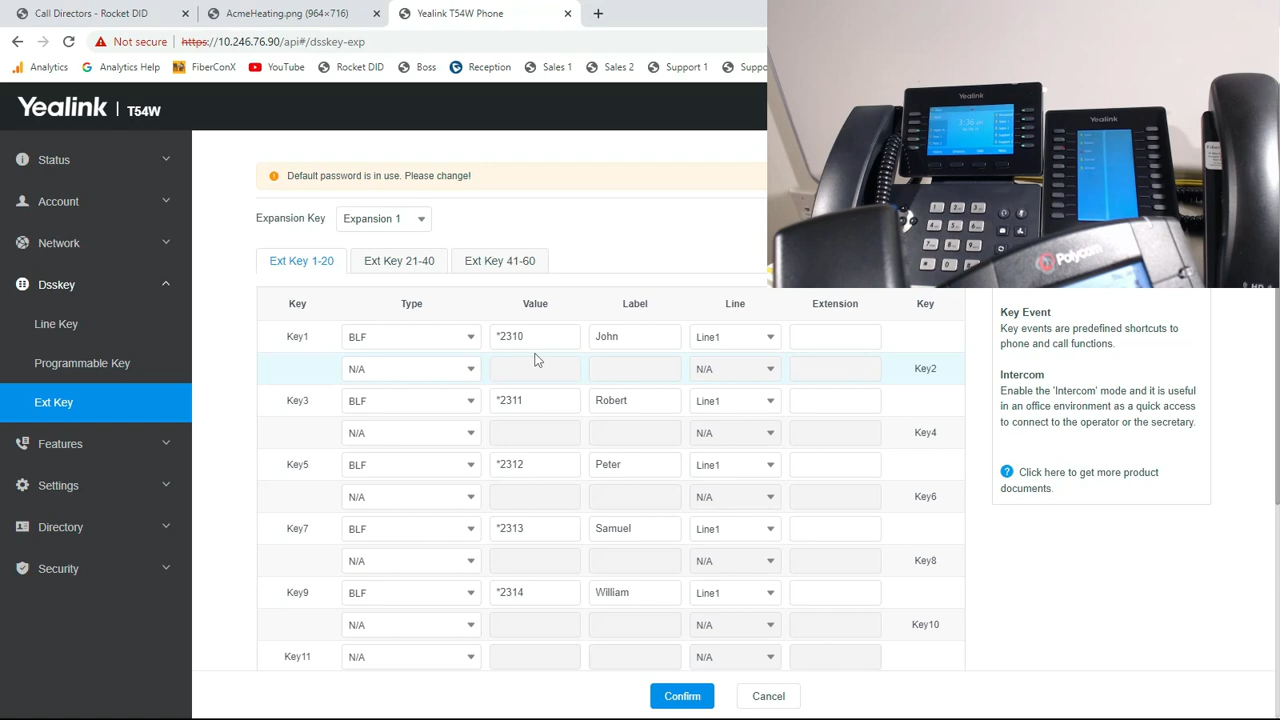 Call Directors - Rocket DID
AcmeHeating.png (964×716)
Yealink T54W Phone
Not secure https://10.246.76.90/api#/dsskey-exp
Analytics Analytics Help FiberConX YouTube Rocket DID Boss Reception Sales 1 Sales 2 Support 1 Suppo
Yealink | T54W
Status
Account
Network
Dsskey
Line Key
Programmable Key
Ext Key
Features
Settings
Directory
Security
Default password is in use. Please change!
Expansion Key Expansion 1
Ext Key 1-20 Ext Key 21-40 Ext Key 41-60
Key Type Value Label Line Extension Key
Key1 BLF *2310 John Line1
N/A N/A Key2
Key3 BLF *2311 Robert Line1
N/A N/A Key4
Key5 BLF *2312 Peter Line1
N/A N/A Key6
Key7 BLF *2313 Samuel Line1
N/A N/A Key8
Key9 BLF *2314 William Line1
N/A N/A Key10
Key11 N/A N/A
Confirm Cancel
Key Event
Key events are predefined shortcuts to
phone and call functions.
Intercom
Enable the 'Intercom' mode and it is useful
in an office environment as a quick access
to connect to the operator or the secretary.
Click here to get more product
documents.
Yealink
3:36
Yealink
Polycom